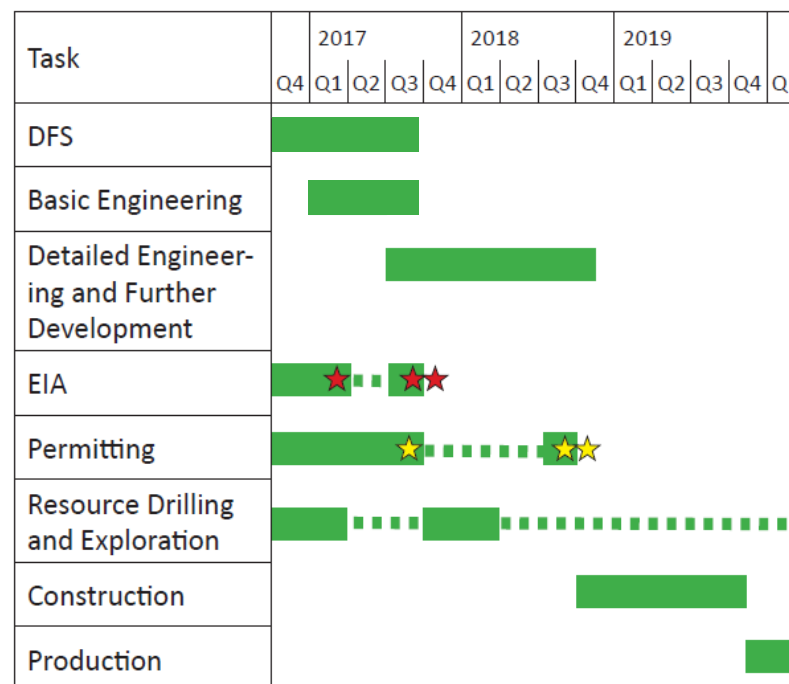 Task
2017 2018 2019
Q4 Q1 Q2 Q3 Q4 Q1 Q2 Q3 Q4 Q1 Q2 Q3 Q4
DFS
Basic Engineering
Detailed Engineer-
ing and Further
Development
EIA
Permitting
Resource Drilling
and Exploration
Construction
Production